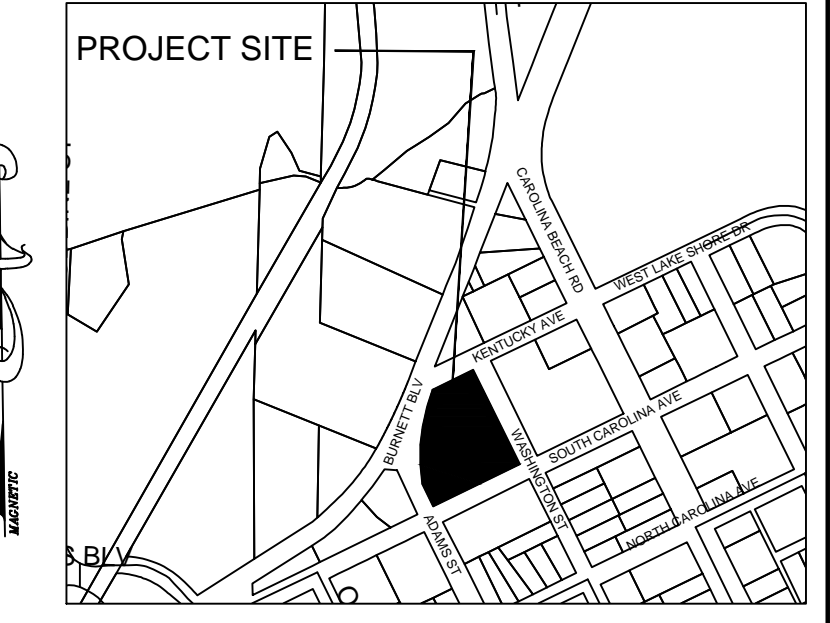 PROJECT SITE
CAROLINA BEACH RD
WEST LAKE SHORE DR
KENTUCKY AVE
BURNETT BLV
SOUTH CAROLINA AVE
WASHINGTON ST
NORTH CAROLINA AVE
ADAMS ST
S BLV
MAGNETIC